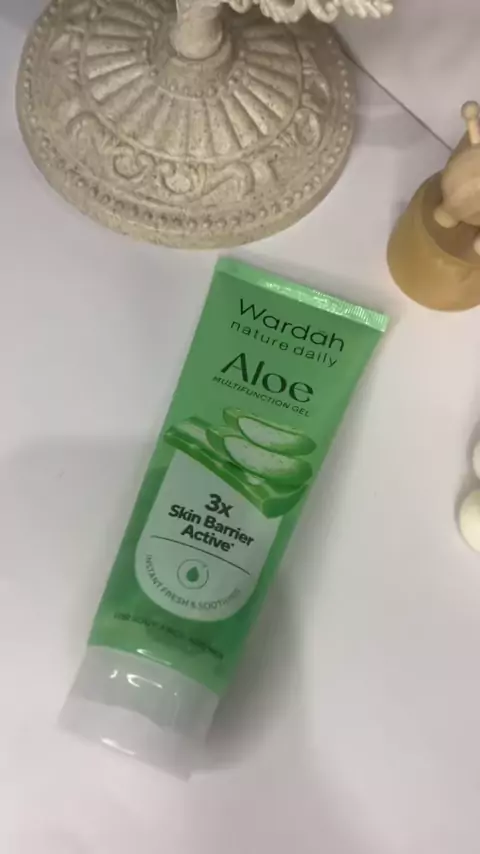 Wardah
nature daily
Aloe
MULTIFUNCTION GEL
3x
Skin Barrier
Active*
INSTANT FRESH & SOOTHING